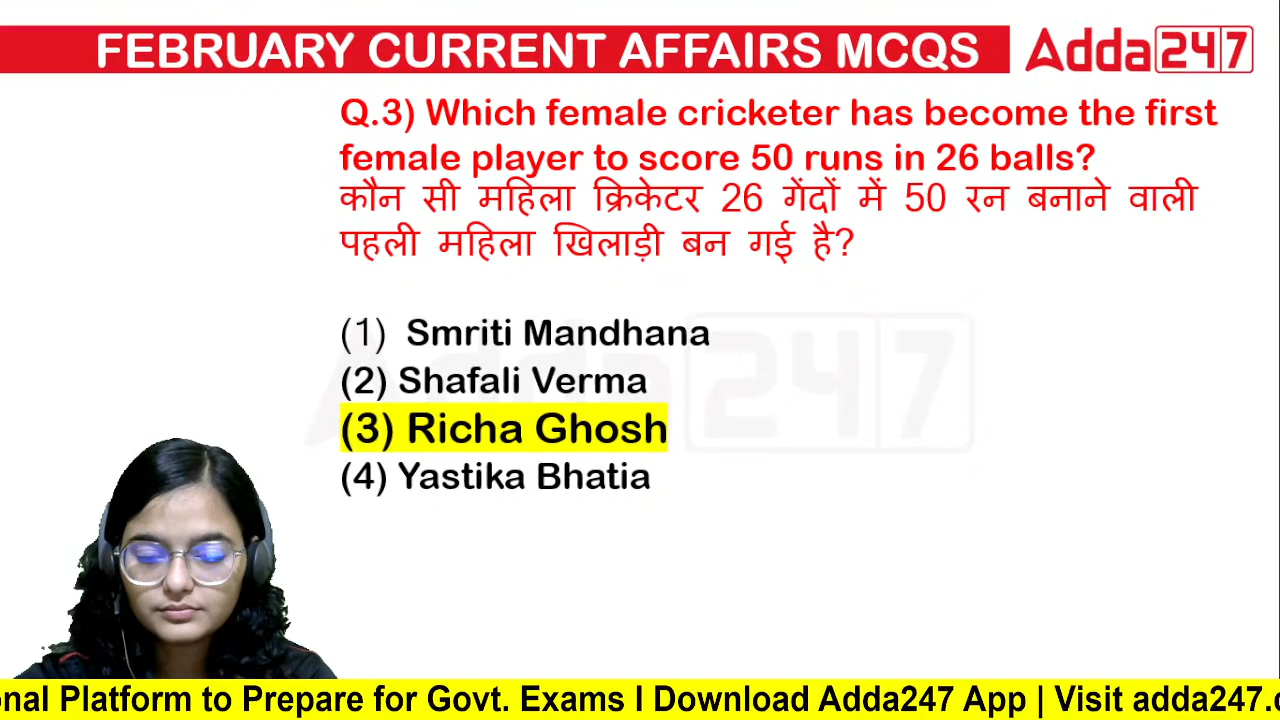 FEBRUARY CURRENT AFFAIRS MCQS
Adda247
Q.3) Which female cricketer has become the first
female player to score 50 runs in 26 balls?
कौन सी महिला क्रिकेटर 26 गेंदों में 50 रन बनाने वाली
पहली महिला खिलाड़ी बन गई है?
(1) Smriti Mandhana
(2) Shafali Verma
(3) Richa Ghosh
(4) Yastika Bhatia
Adda247
Platform to Prepare for Govt. Exams I Download Adda247 App | Visit